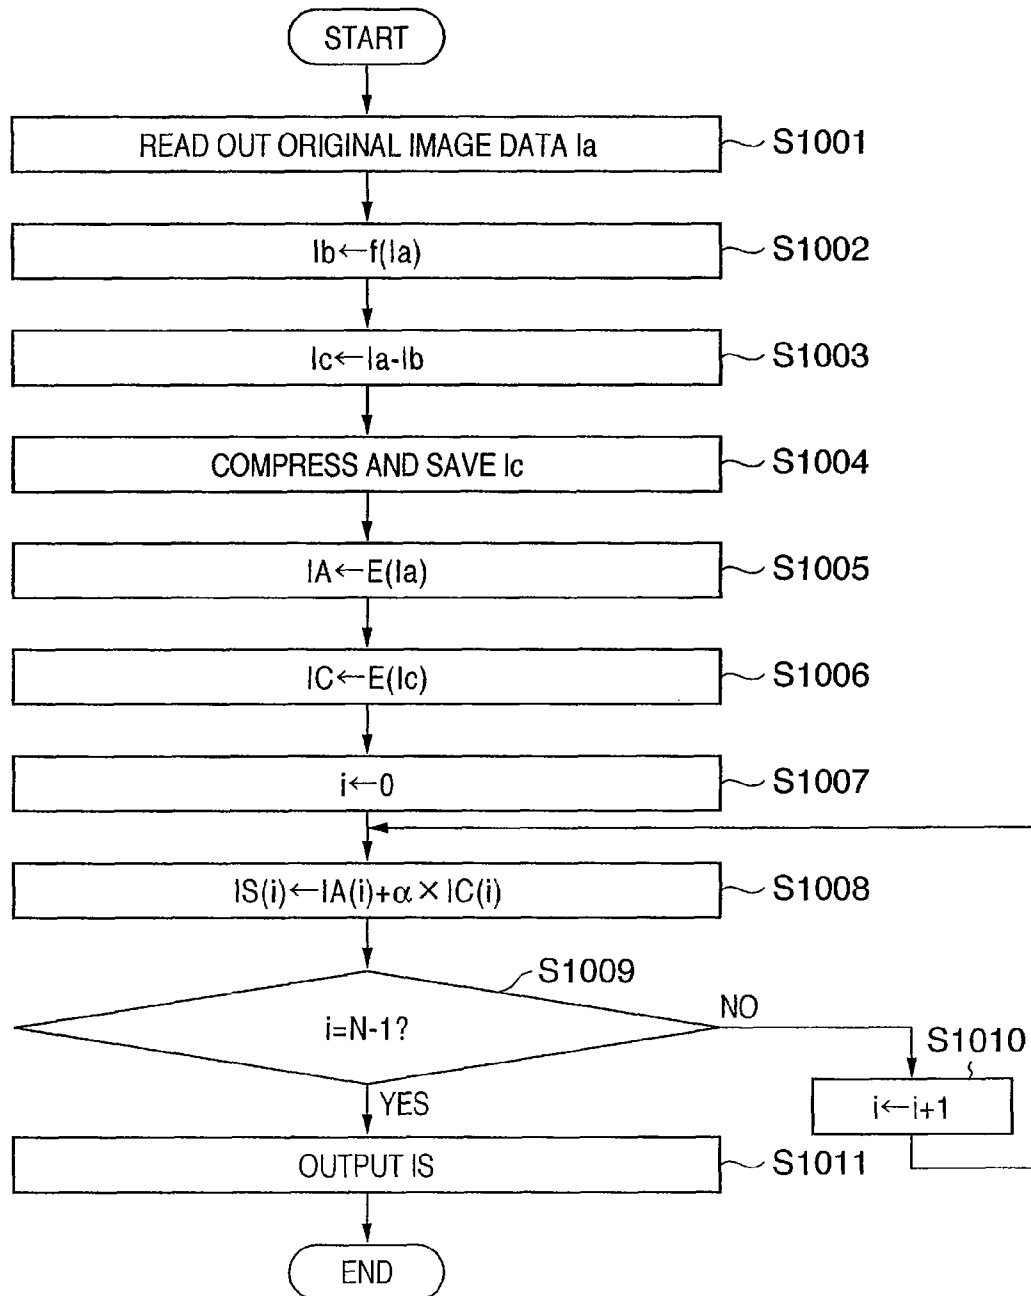 START
READ OUT ORIGINAL IMAGE DATA Ia
S1001
Ib←f(Ia)
S1002
Ic←Ia-Ib
S1003
COMPRESS AND SAVE Ic
S1004
IA←E(Ia)
S1005
IC←E(Ic)
S1006
i←0
S1007
IS(i)←IA(i)+α×IC(i)
S1008
S1009
i=N-1?
NO
S1010
i←i+1
YES
OUTPUT IS
S1011
END